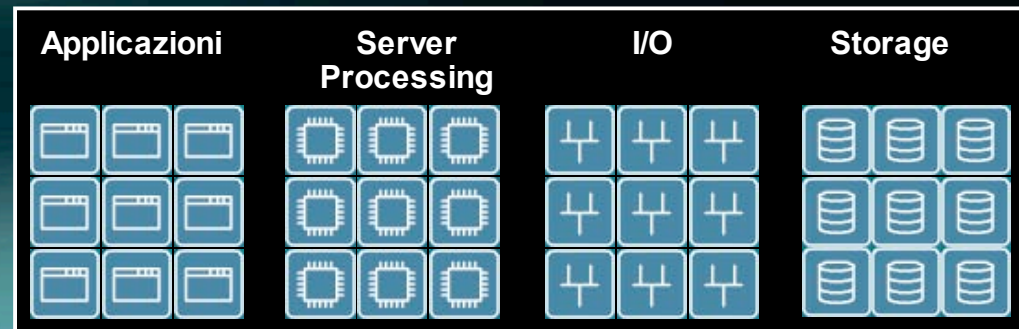 Applicazioni
Server
Processing
I/O
Storage